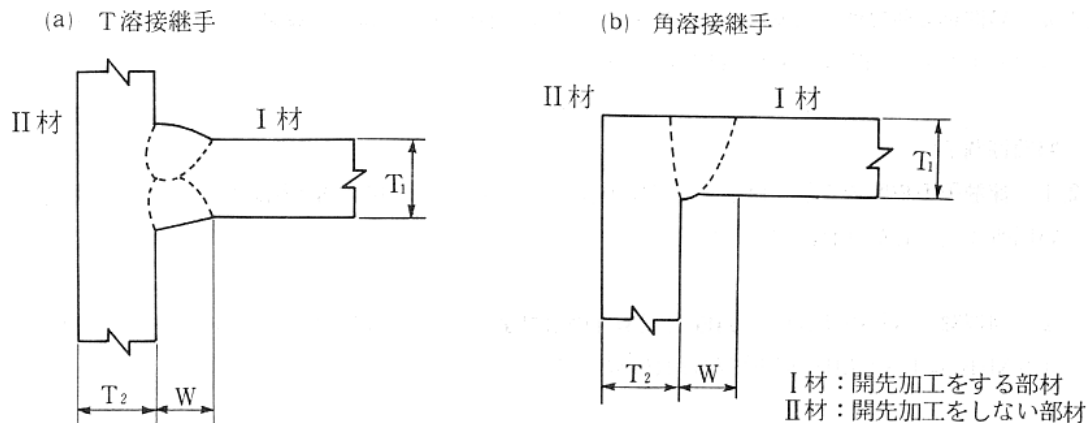 (a) T溶接継手
(b) 角溶接継手
II材
I材
T₁
T₂
W
II材
I材
T₁
T₂
W
I材：開先加工をする部材
II材：開先加工をしない部材